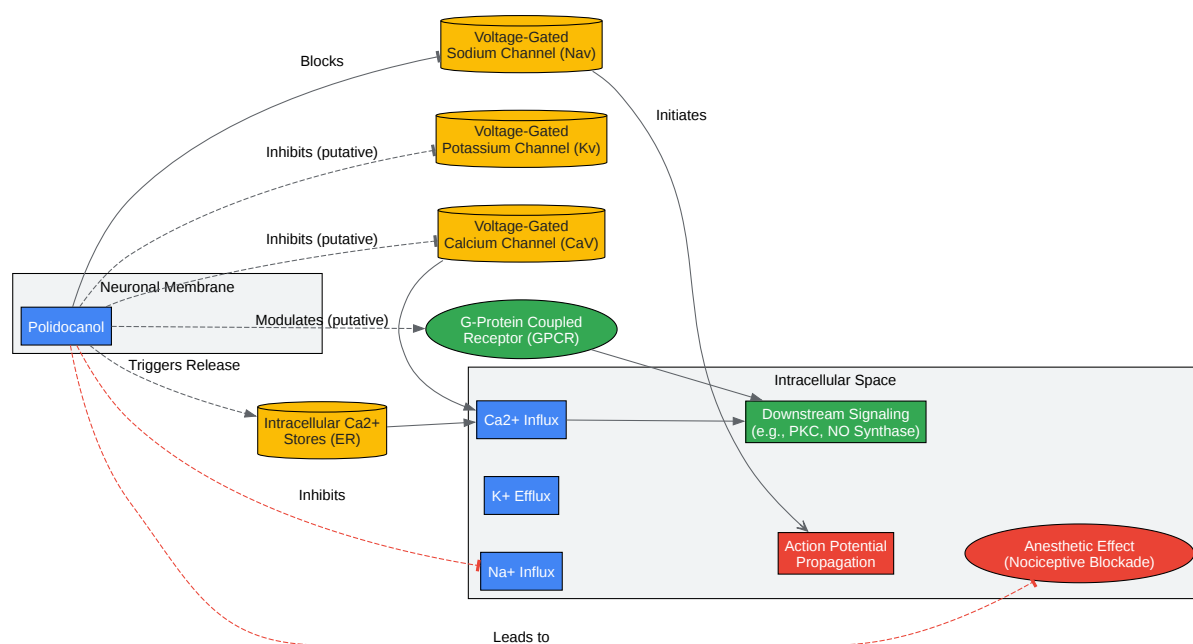 Voltage-Gated
Sodium Channel (Nav)
Blocks
Initiates
Voltage-Gated
Potassium Channel (Kv)
Inhibits (putative)
Voltage-Gated
Calcium Channel (CaV)
Inhibits (putative)
Neuronal Membrane
Polidocanol
Modulates (putative)
G-Protein Coupled
Receptor (GPCR)
Triggers Release
Intracellular Space
Intracellular Ca2+
Stores (ER)
Ca2+ Influx
Downstream Signaling
(e.g., PKC, NO Synthase)
Inhibits
K+ Efflux
Na+ Influx
Action Potential
Propagation
Anesthetic Effect
(Nociceptive Blockade)
Leads to